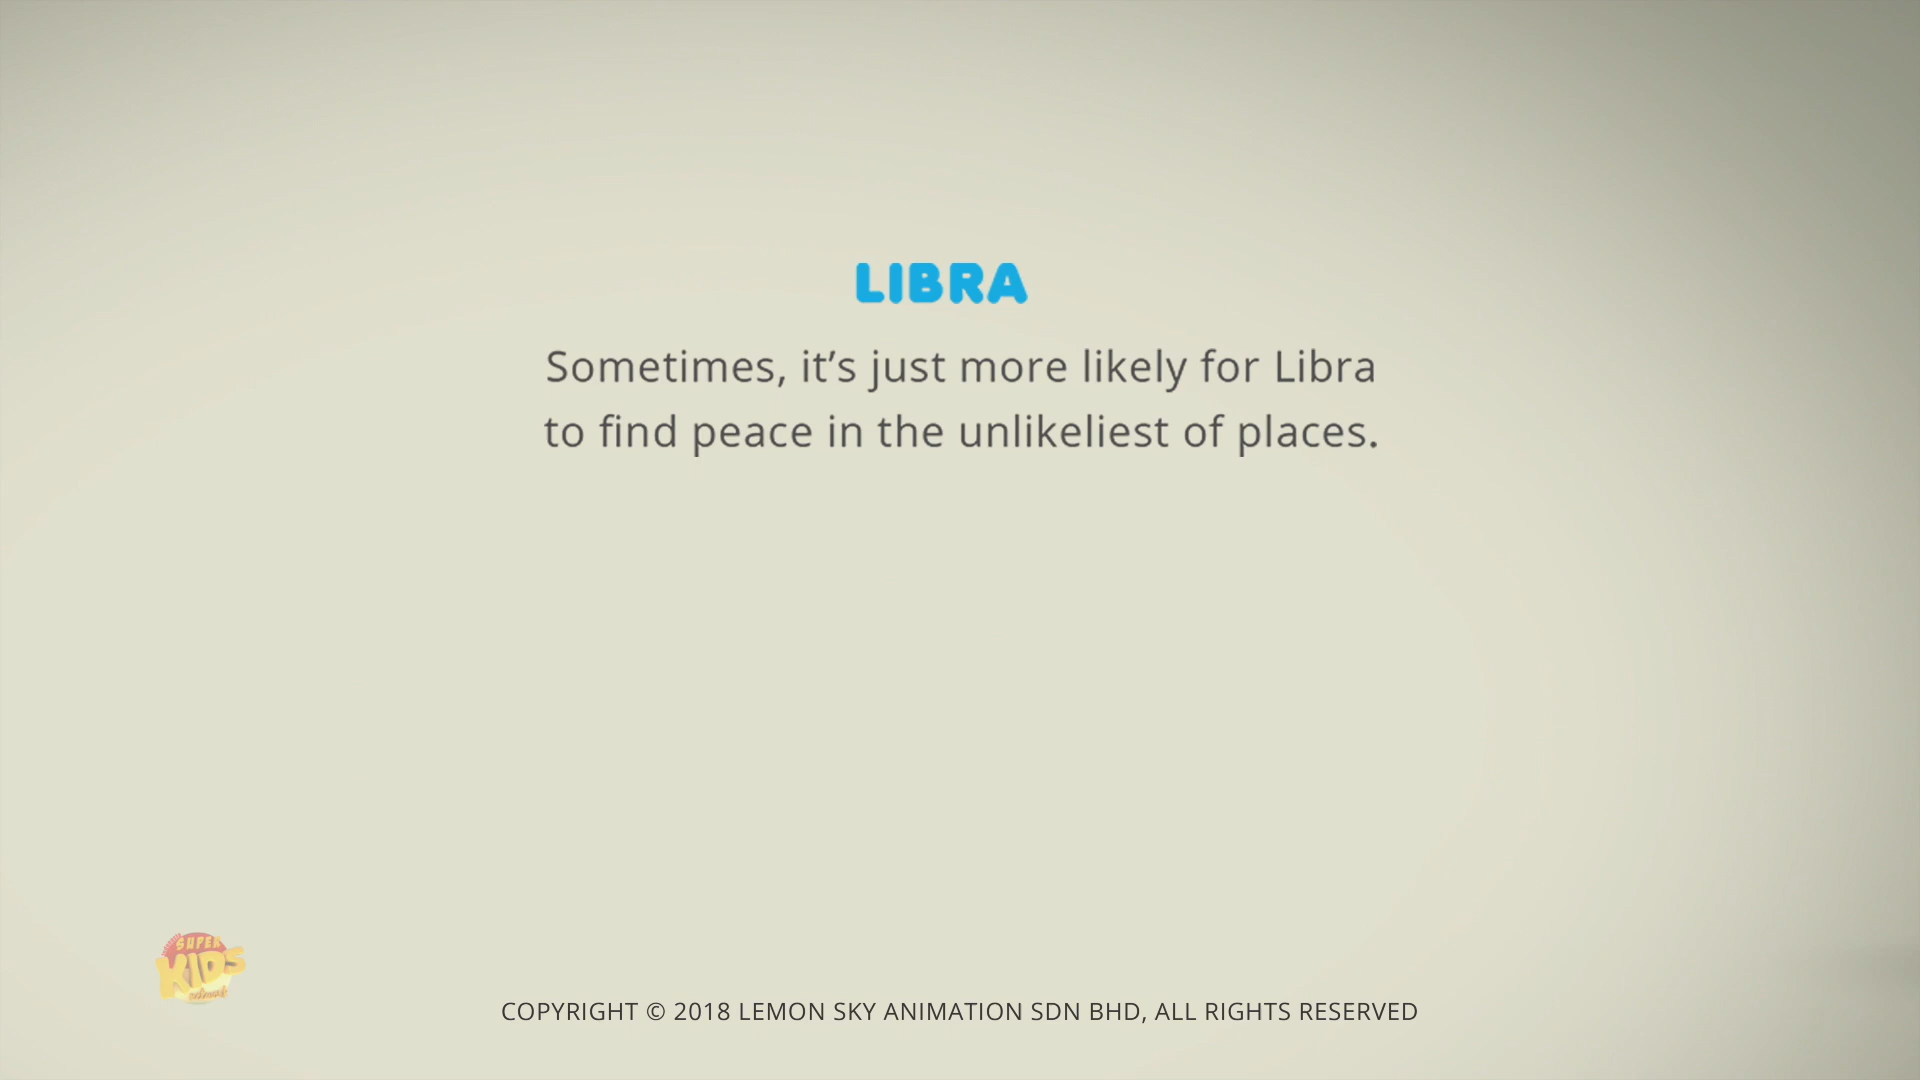 LIBRA
Sometimes, it’s just more likely for Libra
to find peace in the unlikeliest of places.
SUPER
KIDS
COPYRIGHT © 2018 LEMON SKY ANIMATION SDN BHD, ALL RIGHTS RESERVED